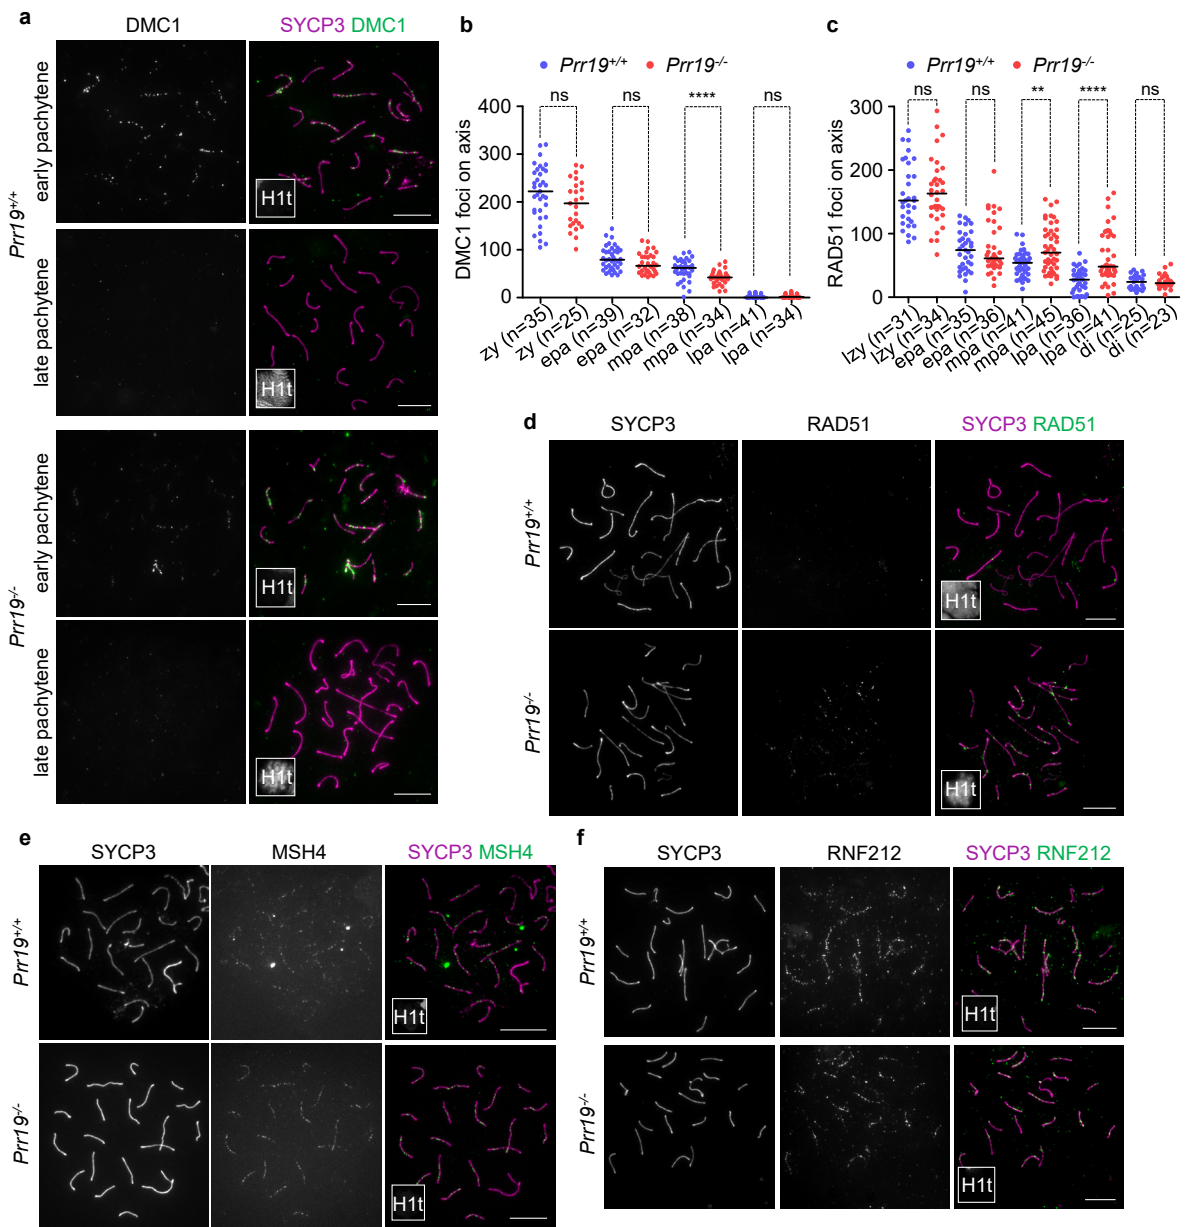 a
DMC1
SYCP3 DMC1
early pachytene
Prr19+/+
late pachytene
early pachytene
Prr19-/-
late pachytene
H1t
H1t
H1t
H1t
b
Prr19+/+ Prr19-/-
ns ns **** ns
DMC1 foci on axis
400
300
200
100
0
zy (n=35)
zy (n=25)
epa (n=39)
epa (n=32)
mpa (n=38)
mpa (n=34)
lpa (n=41)
lpa (n=34)
c
Prr19+/+ Prr19-/-
ns ns ** **** ns
RAD51 foci on axis
300
200
100
0
lzy (n=31)
lzy (n=34)
epa (n=35)
epa (n=36)
mpa (n=41)
mpa (n=45)
lpa (n=36)
lpa (n=41)
di (n=25)
di (n=23)
d
SYCP3
RAD51
SYCP3 RAD51
Prr19+/+
H1t
Prr19-/-
H1t
e
SYCP3
MSH4
SYCP3 MSH4
Prr19+/+
H1t
Prr19-/-
H1t
f
SYCP3
RNF212
SYCP3 RNF212
Prr19+/+
H1t
Prr19-/-
H1t